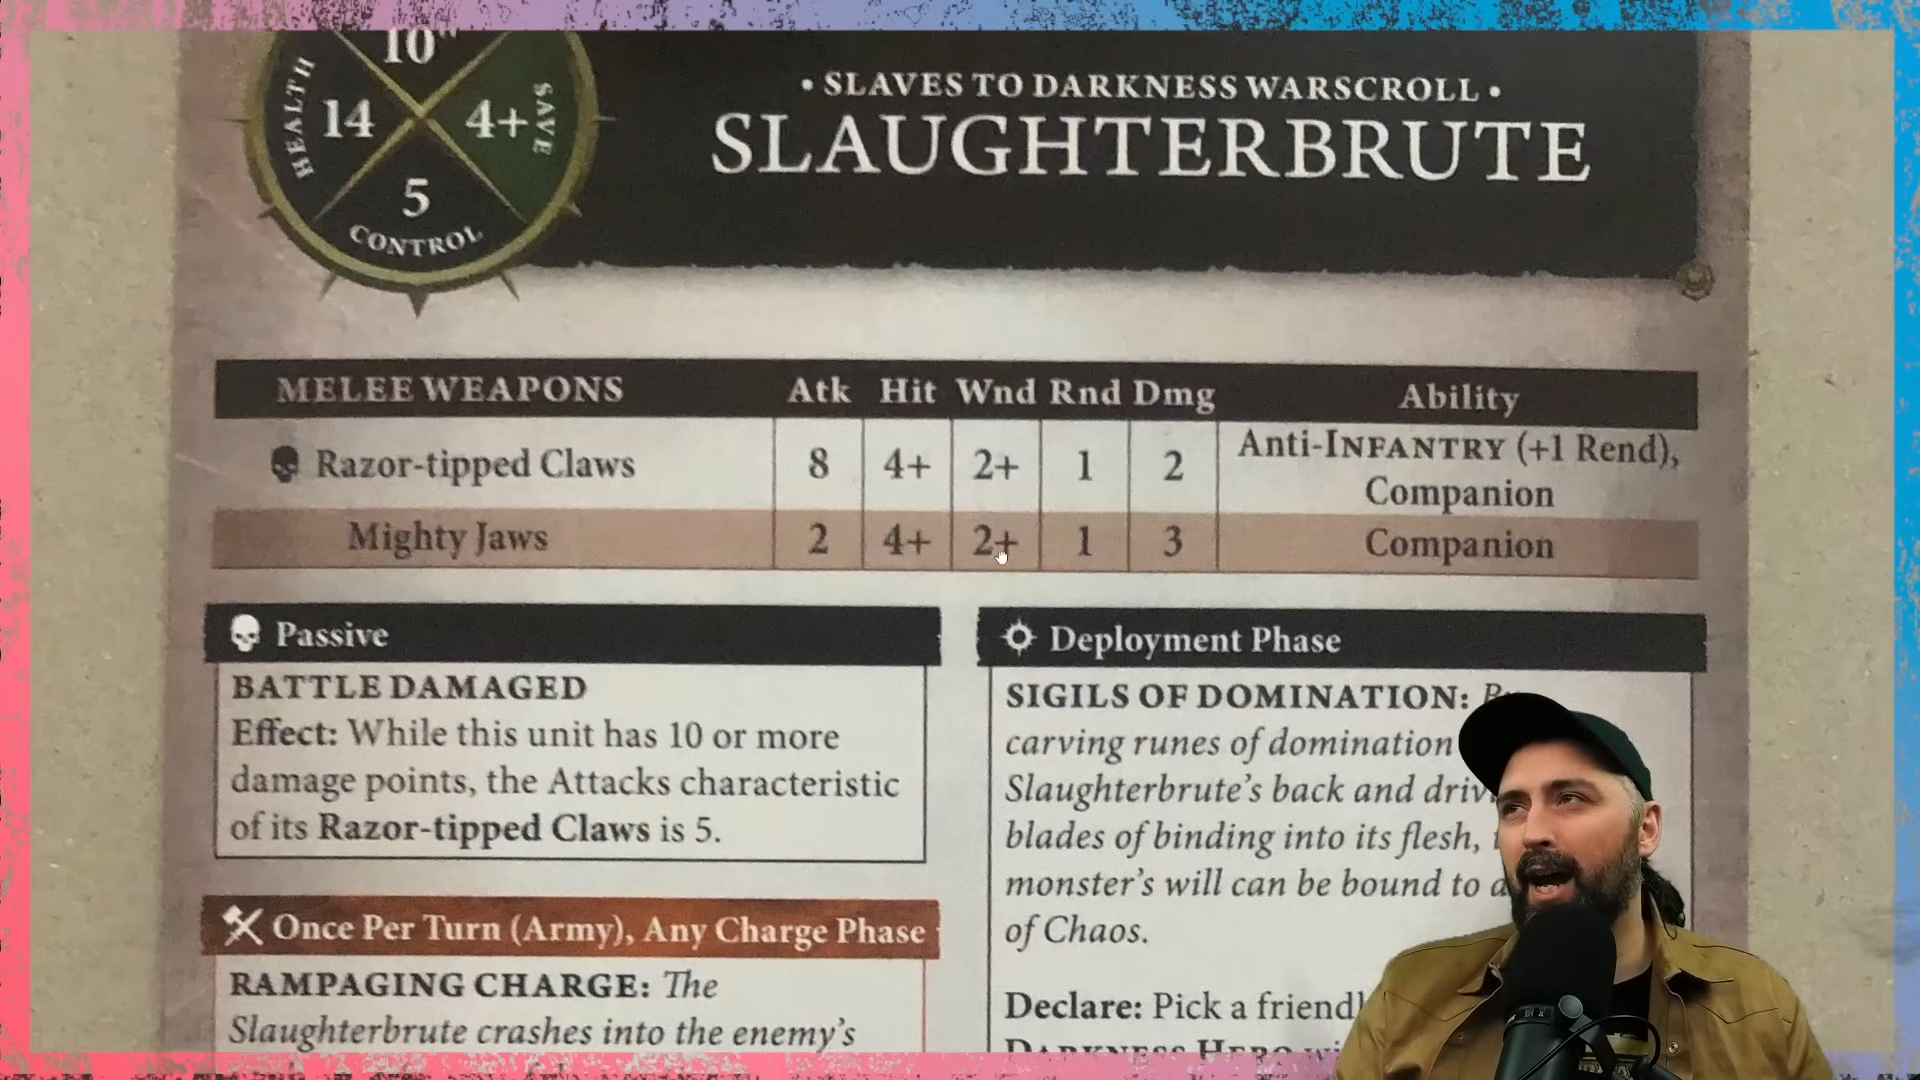 10"
HEALTH
14
4+
SAVE
5
CONTROL
• SLAVES TO DARKNESS WARSCROLL •
SLAUGHTERBRUTE
MELEE WEAPONS Atk Hit Wnd Rnd Dmg Ability
Razor-tipped Claws 8 4+ 2+ 1 2 Anti-INFANTRY (+1 Rend), Companion
Mighty Jaws 2 4+ 2+ 1 3 Companion
Passive
BATTLE DAMAGED
Effect: While this unit has 10 or more
damage points, the Attacks characteristic
of its Razor-tipped Claws is 5.
Once Per Turn (Army), Any Charge Phase
RAMPAGING CHARGE: The
Slaughterbrute crashes into the enemy's
Deployment Phase
SIGILS OF DOMINATION:
carving runes of domination
Slaughterbrute's back and
blades of binding into its flesh,
monster's will can be bound to
of Chaos.
Declare: Pick a
DARKNESS HERO